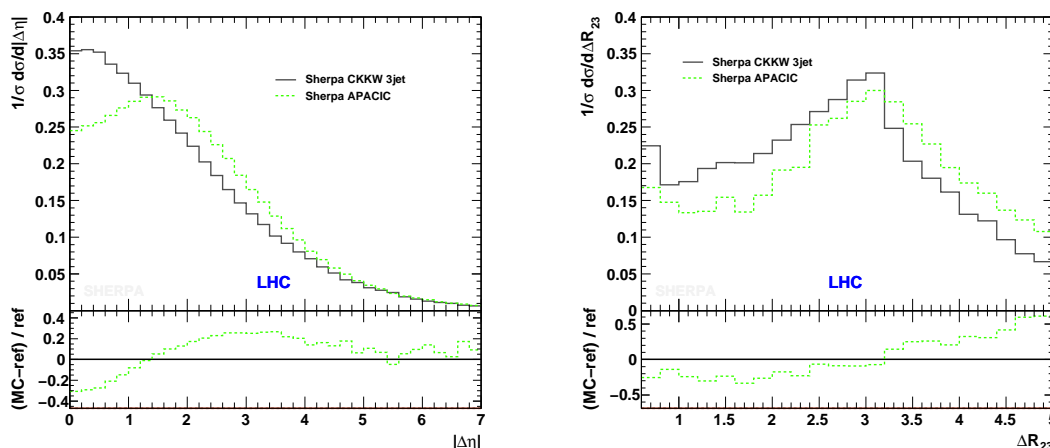 1/σ dσ/d|Δη|
0.4
0.35
0.3
0.25
0.2
0.15
0.1
0.05
Sherpa CKKW 3jet
Sherpa APACIC
SHERPA
LHC
(MC−ref) / ref
0.4
0.2
0
−0.2
−0.4
0 1 2 3 4 5 6 7
|Δη|
1/σ dσ/dΔR23
0.4
0.35
0.3
0.25
0.2
0.15
0.1
0.05
0
Sherpa CKKW 3jet
Sherpa APACIC
SHERPA
LHC
(MC−ref) / ref
0.5
0
−0.5
1 1.5 2 2.5 3 3.5 4 4.5 5
ΔR23